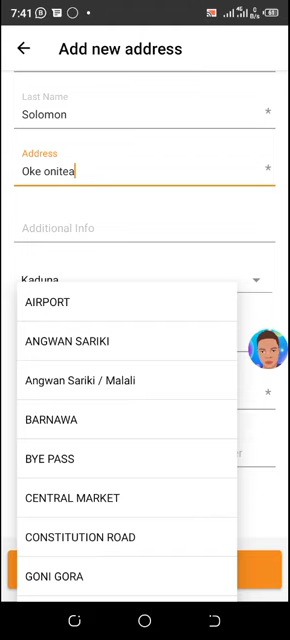 7:41
Add new address
Last Name
Solomon
*
Address
Oke onitea
*
Additional Info
Kaduna
AIRPORT
ANGWAN SARIKI
Angwan Sariki / Malali
BARNAWA
*
BYE PASS
CENTRAL MARKET
CONSTITUTION ROAD
GONI GORA